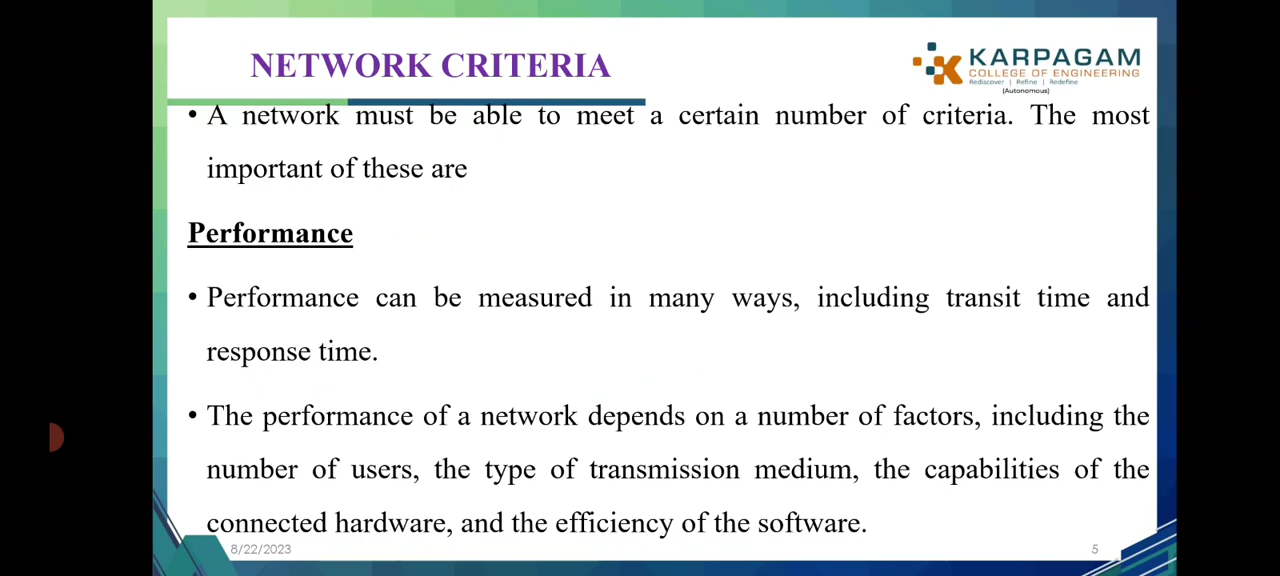 NETWORK CRITERIA
KARPAGAM
COLLEGE OF ENGINEERING
Rediscover | Refine | Redefine
(Autonomous)
• A network must be able to meet a certain number of criteria. The most
important of these are
Performance
• Performance can be measured in many ways, including transit time and
response time.
• The performance of a network depends on a number of factors, including the
number of users, the type of transmission medium, the capabilities of the
connected hardware, and the efficiency of the software.
8/22/2023
5